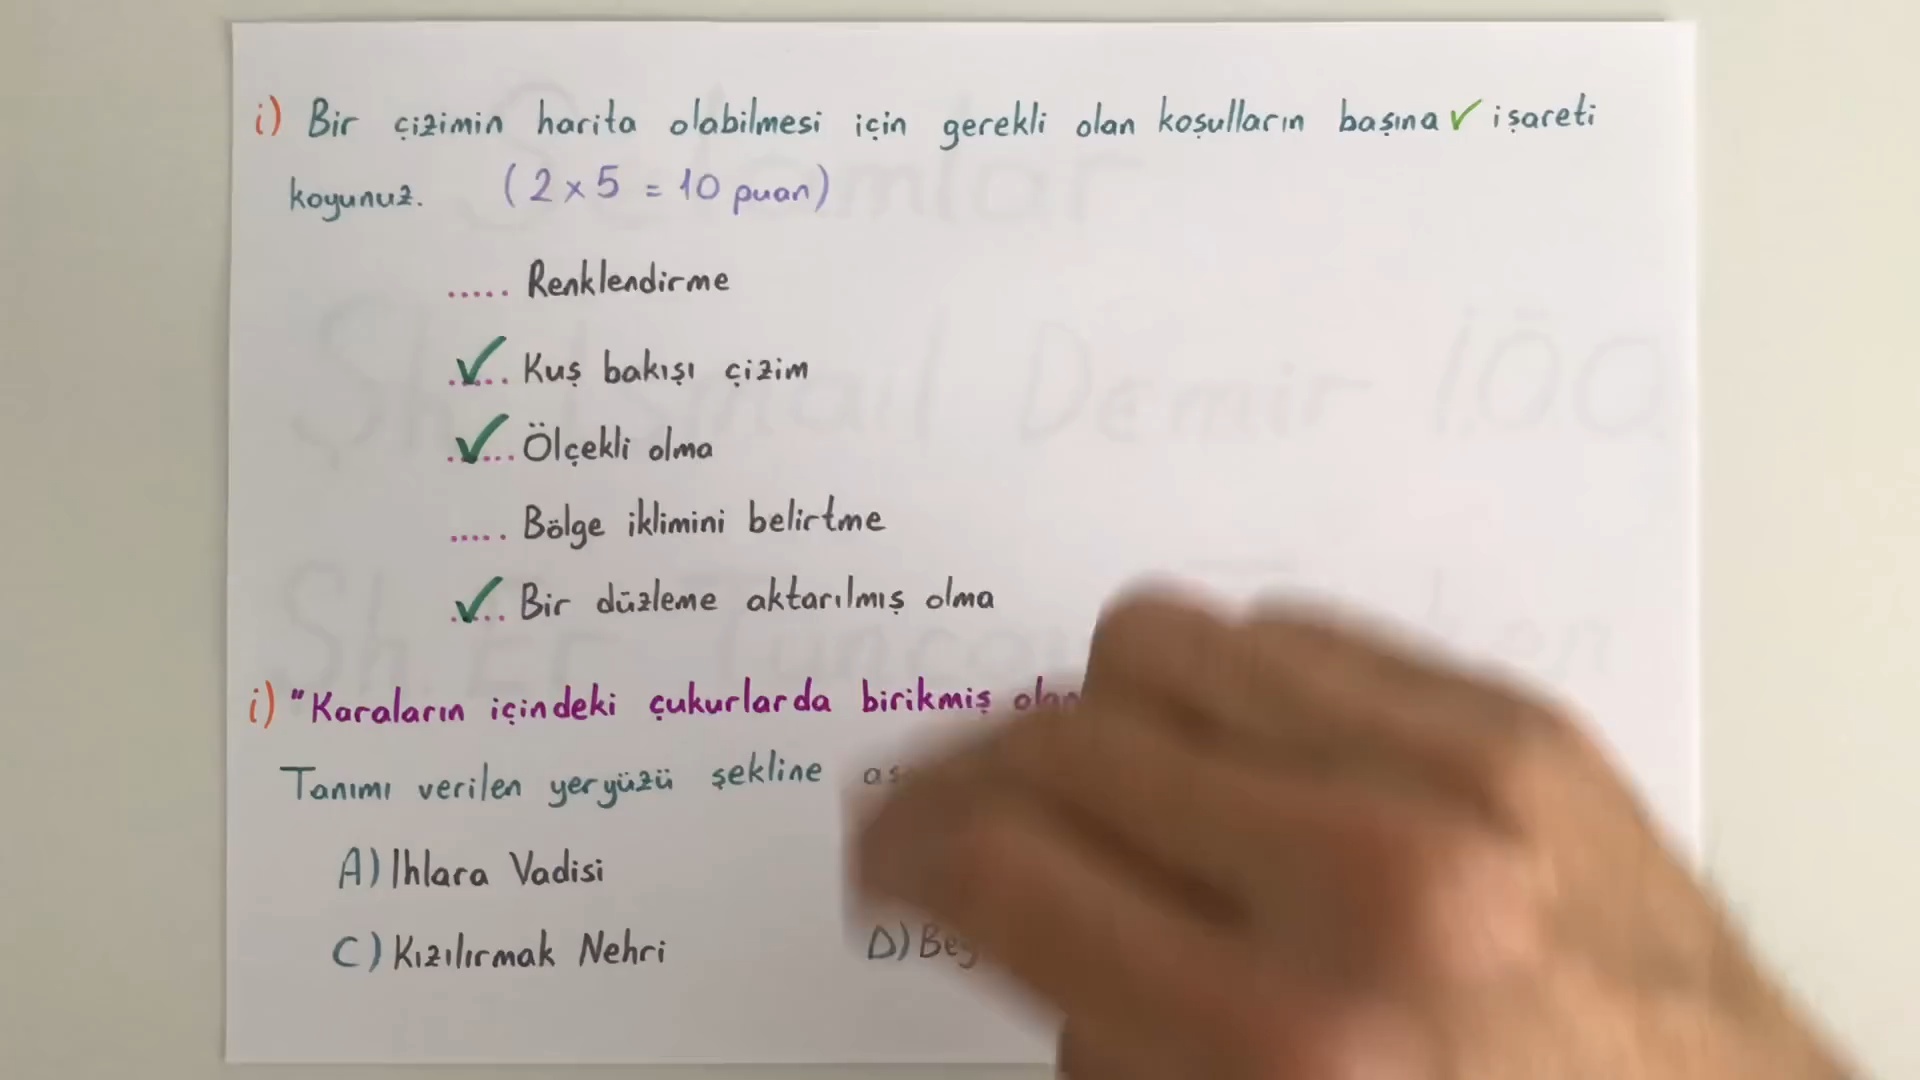 i) Bir çizimin harita olabilmesi için gerekli olan koşulların başına ✓ işareti
koyunuz. (2 x 5 = 10 puan)
..... Renklendirme
✓ Kuş bakışı çizim
✓ Ölçekli olma
..... Bölge iklimini belirtme
✓ Bir düzleme aktarılmış olma
i) "Karaların içindeki çukurlarda birikmiş olan
Tanımı verilen yeryüzü şekline
A) Ihlara Vadisi
C) Kızılırmak Nehri
D)